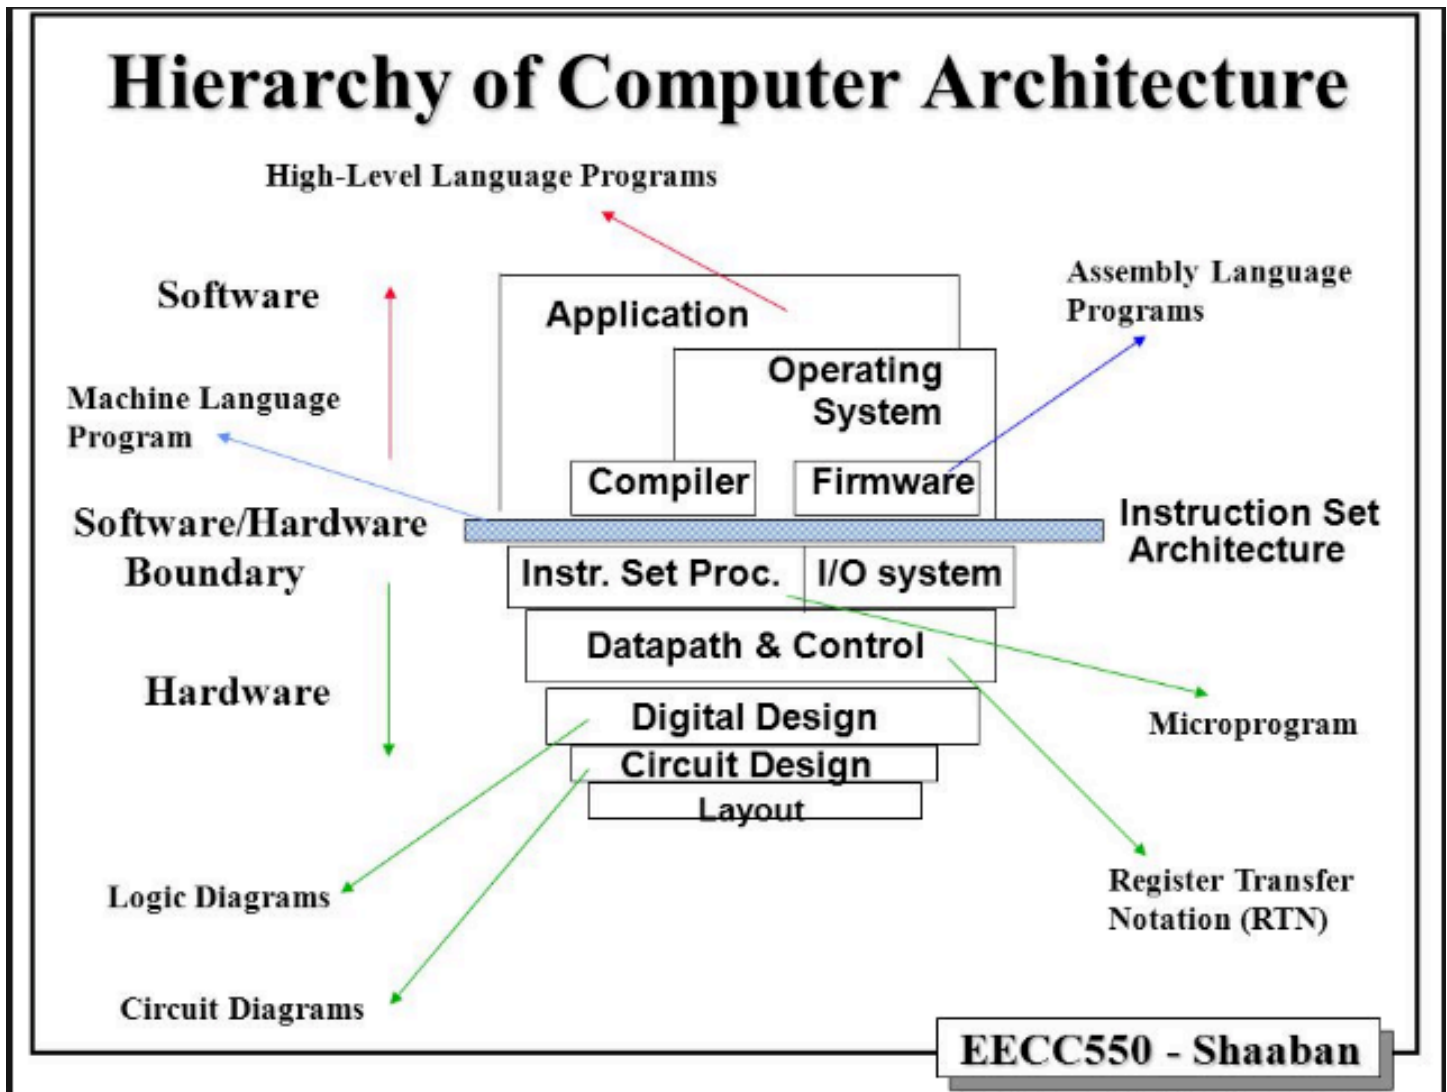 Hierarchy of Computer Architecture
High-Level Language Programs
Software
Assembly Language
Programs
Application
Operating
System
Machine Language
Program
Compiler
Firmware
Software/Hardware
Boundary
Instruction Set
Architecture
Instr. Set Proc.
I/O system
Datapath & Control
Hardware
Digital Design
Microprogram
Circuit Design
Layout
Logic Diagrams
Register Transfer
Notation (RTN)
Circuit Diagrams
EECC550 - Shaaban